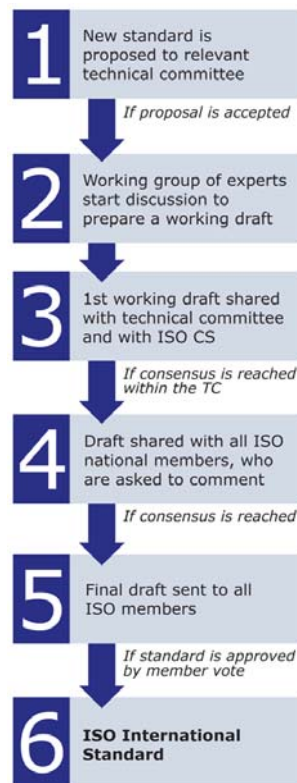 1
New standard is
proposed to relevant
technical committee
If proposal is accepted
2
Working group of experts
start discussion to
prepare a working draft
3
1st working draft shared
with technical committee
and with ISO CS
If consensus is reached
within the TC
4
Draft shared with all ISO
national members, who
are asked to comment
If consensus is reached
5
Final draft sent to all
ISO members
If standard is approved
by member vote
6
ISO International
Standard